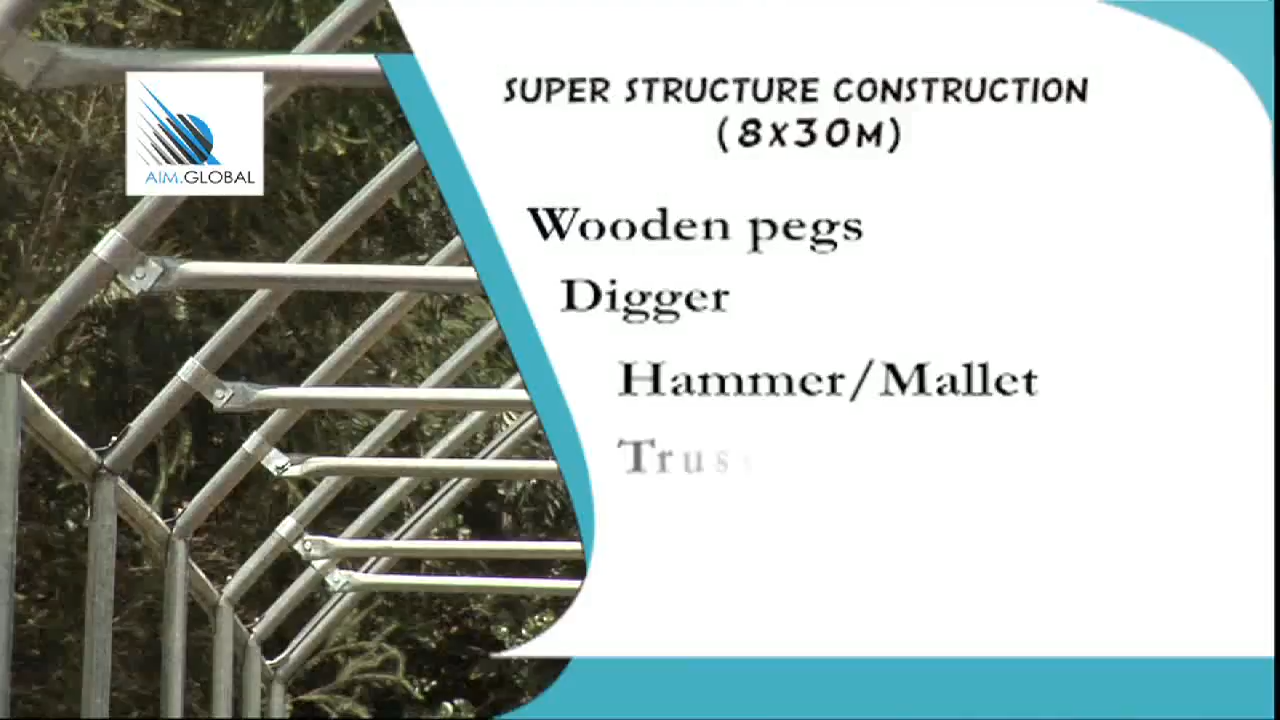 AIM.GLOBAL
SUPER STRUCTURE CONSTRUCTION
(8X30M)
Wooden pegs
Digger
Hammer/Mallet